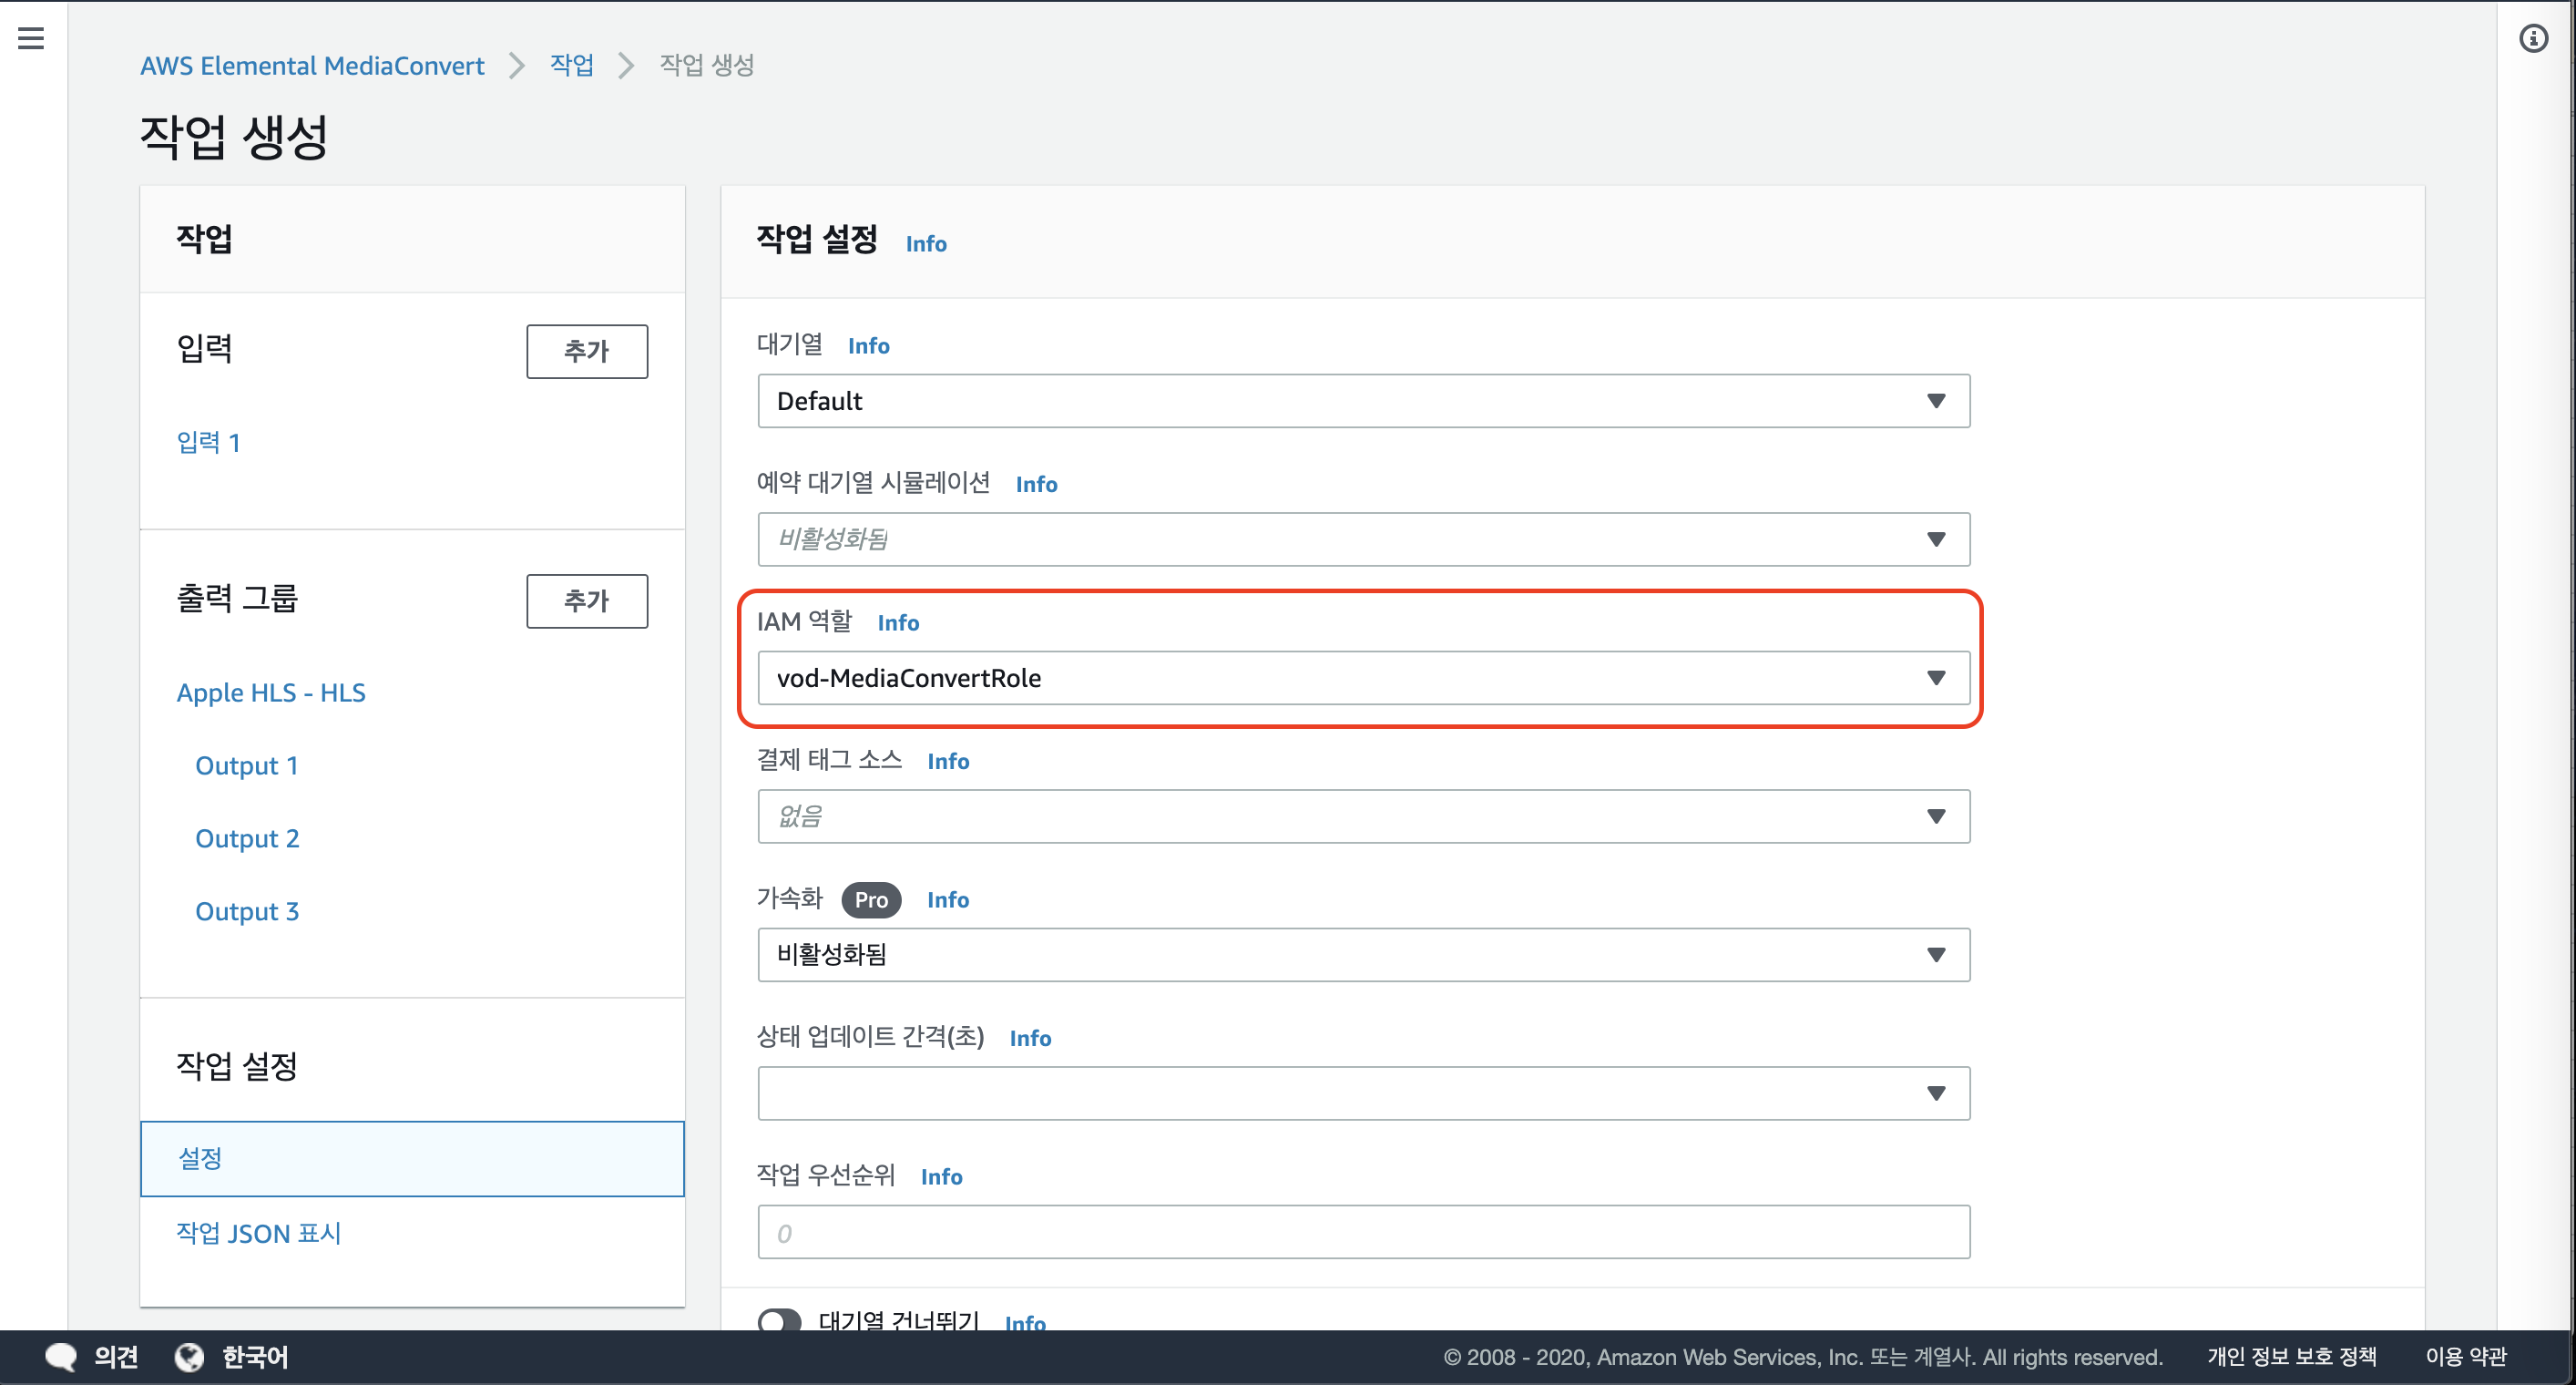 AWS Elemental MediaConvert > 작업 > 작업 생성
작업 생성
작업
입력
추가
입력 1
출력 그룹
추가
Apple HLS - HLS
Output 1
Output 2
Output 3
작업 설정
설정
작업 JSON 표시
작업 설정 Info
대기열 Info
Default
예약 대기열 시뮬레이션 Info
비활성화됨
IAM 역할 Info
vod-MediaConvertRole
결제 태그 소스 Info
없음
가속화 Pro Info
비활성화됨
상태 업데이트 간격(초) Info
작업 우선순위 Info
0
대기열 건너뛰기 Info
의견 한국어 © 2008 - 2020, Amazon Web Services, Inc. 또는 계열사. All rights reserved. 개인 정보 보호 정책 이용 약관